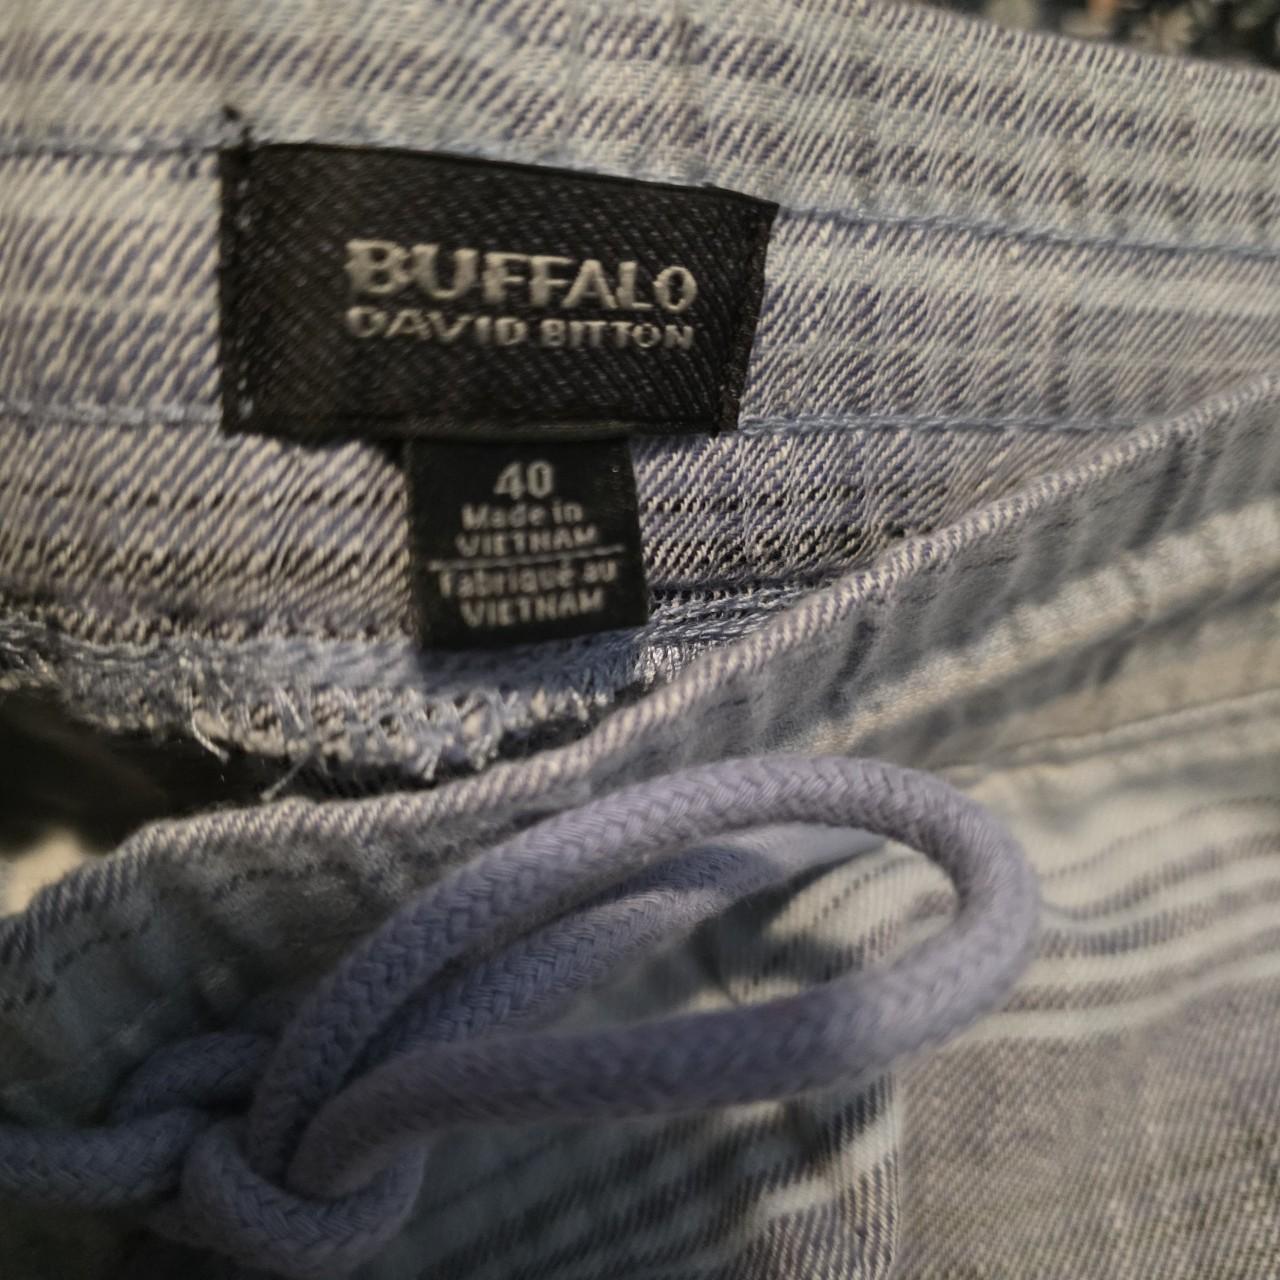 BUFFALO
DAVID BITTON
40
Made in
VIETNAM
Fabriqué au
VIETNAM